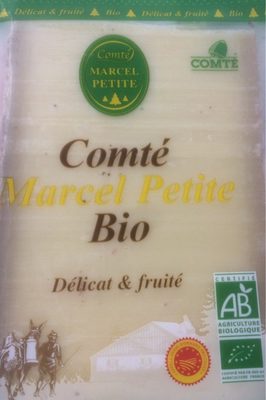 Délicat & fruité • Bio • Délicat & fruité • Bio
Comté
MARCEL
PETITE
COMTÉ
Comté
Marcel Petite
Bio
Délicat & fruité
CERTIFIÉ
AB
AGRICULTURE
BIOLOGIQUE